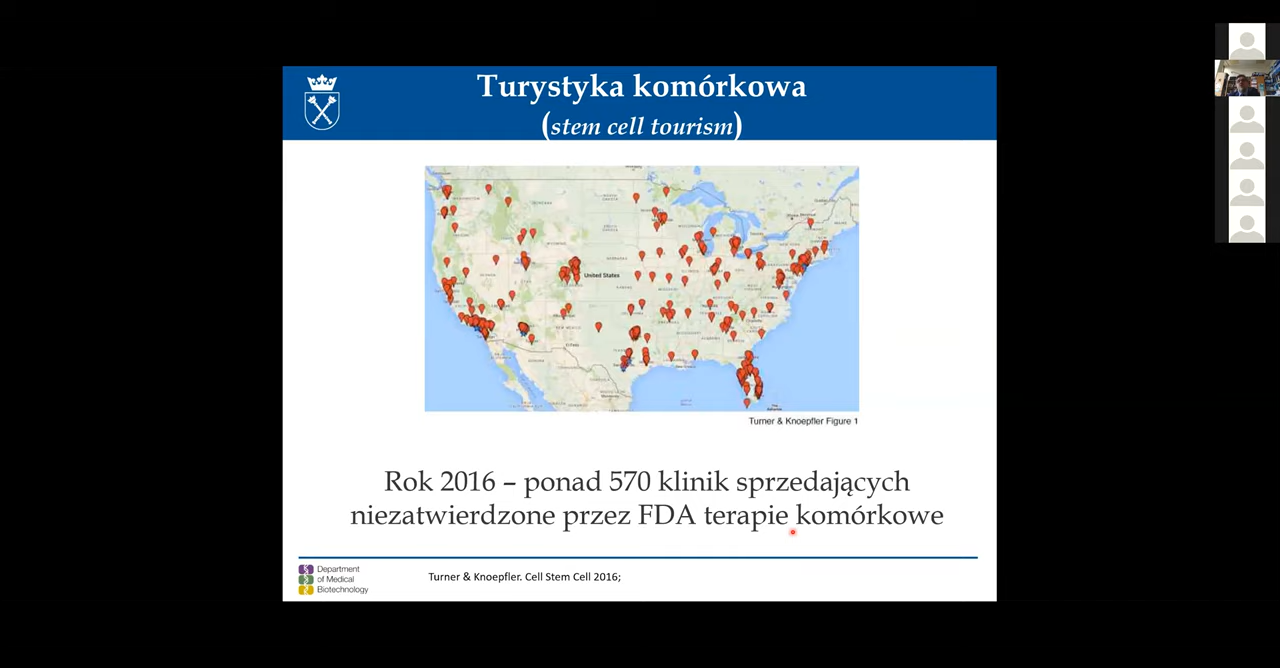 Turystyka komórkowa
(stem cell tourism)
United States
Turner & Knoepfler Figure 1
Rok 2016 – ponad 570 klinik sprzedających
niezatwierdzone przez FDA terapie komórkowe
Department
of Medical
Biotechnology
Turner & Knoepfler. Cell Stem Cell 2016;